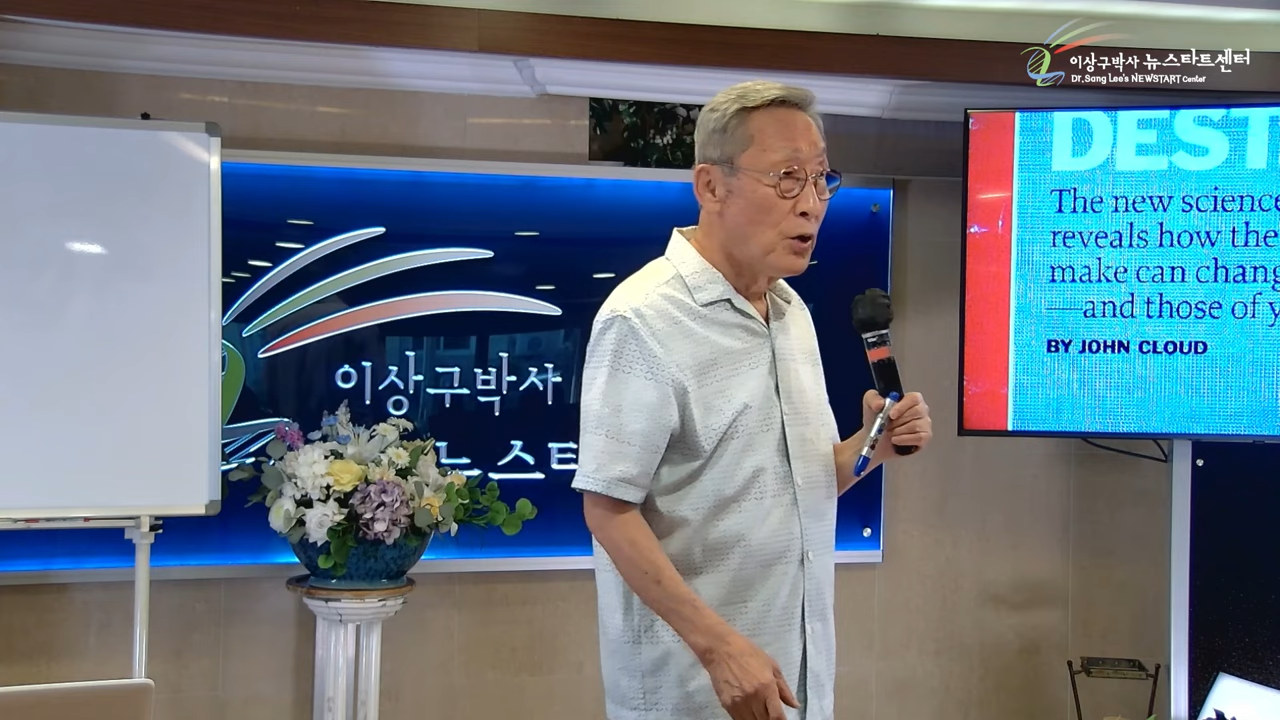 이상구박사 뉴스타트센터
Dr. Sang Lee's NEWSTART Center
DEST
The new science
reveals how the
make can chang
—and those of y
BY JOHN CLOUD
이상구박사
뉴스타